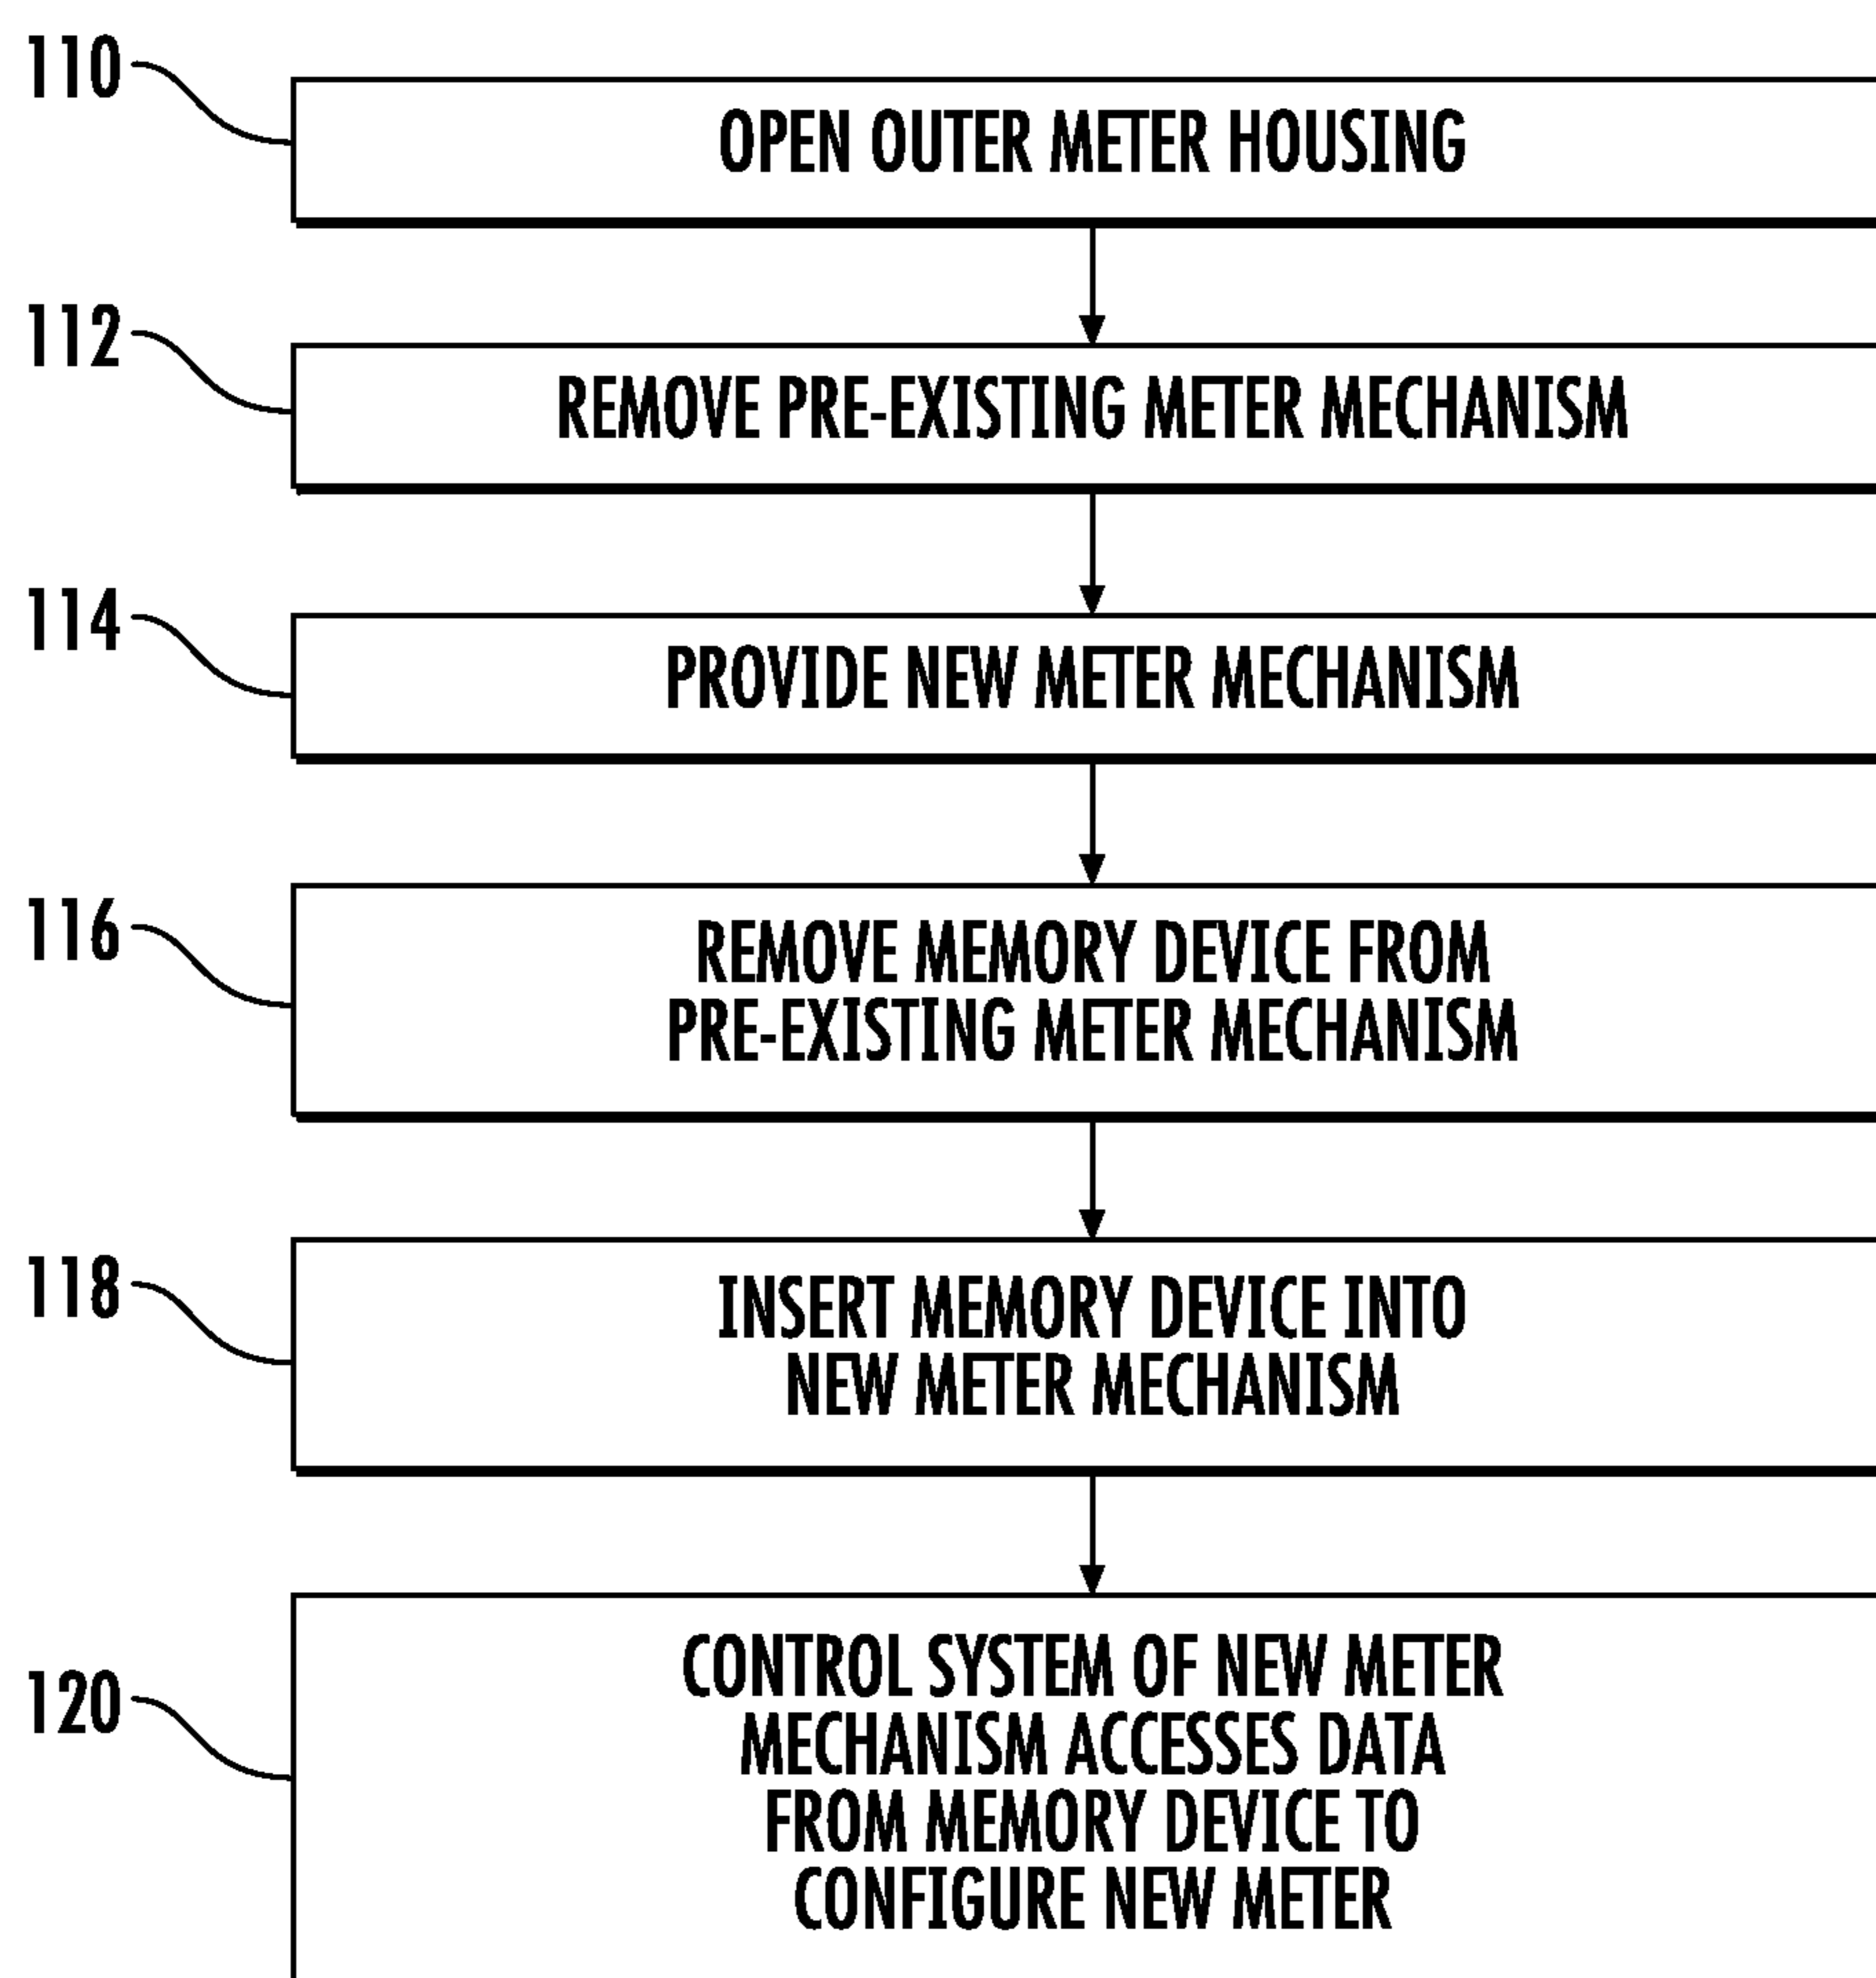 110
OPEN OUTER METER HOUSING
112
REMOVE PRE-EXISTING METER MECHANISM
114
PROVIDE NEW METER MECHANISM
116
REMOVE MEMORY DEVICE FROM
PRE-EXISTING METER MECHANISM
118
INSERT MEMORY DEVICE INTO
NEW METER MECHANISM
120
CONTROL SYSTEM OF NEW METER
MECHANISM ACCESSES DATA
FROM MEMORY DEVICE TO
CONFIGURE NEW METER